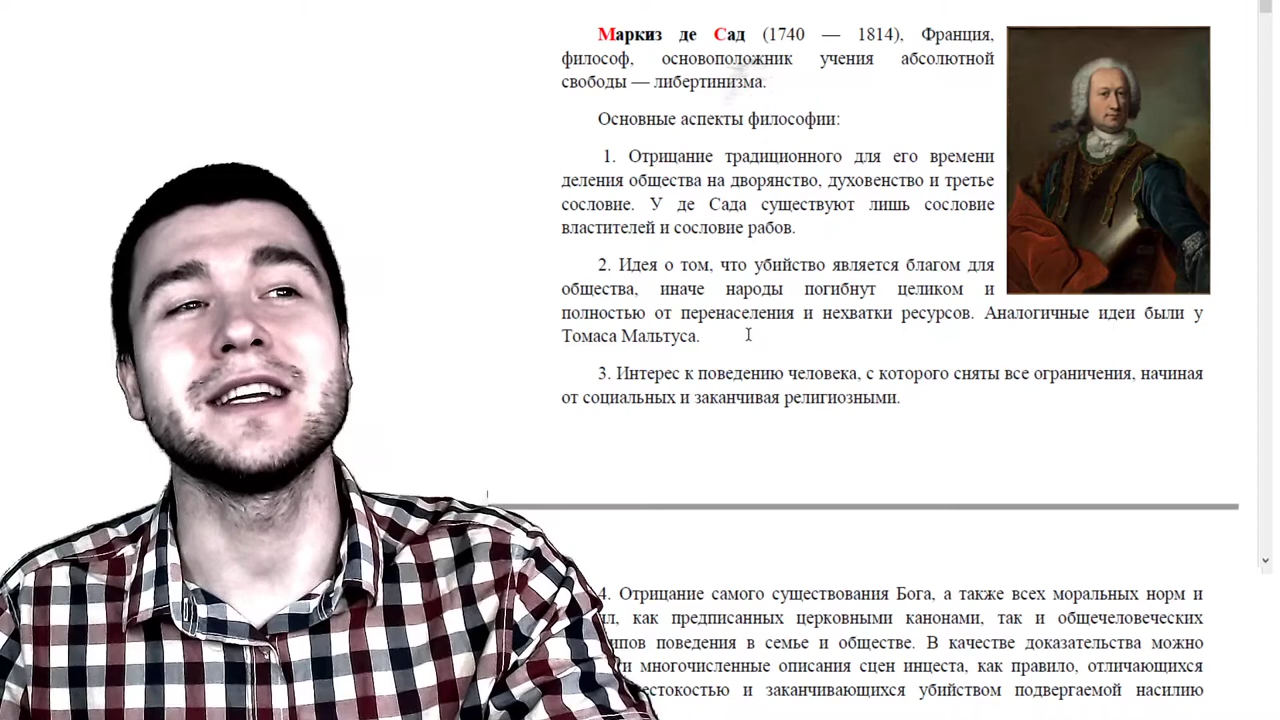 Маркиз де Сад (1740 — 1814), Франция,
философ, основоположник учения абсолютной
свободы — либертинизма.
Основные аспекты философии:
1. Отрицание традиционного для его времени
деления общества на дворянство, духовенство и третье
сословие. У де Сада существуют лишь сословие
властителей и сословие рабов.
2. Идея о том, что убийство является благом для
общества, иначе народы погибнут целиком и
полностью от перенаселения и нехватки ресурсов. Аналогичные идеи были у
Томаса Мальтуса.
3. Интерес к поведению человека, с которого сняты все ограничения, начиная
от социальных и заканчивая религиозными.
4. Отрицание самого существования Бога, а также всех моральных норм и
как предписанных церковными канонами, так и общечеловеческих
поведения в семье и обществе. В качестве доказательства можно
многочисленные описания сцен инцеста, как правило, отличающихся
и заканчивающихся убийством подвергаемой насилию